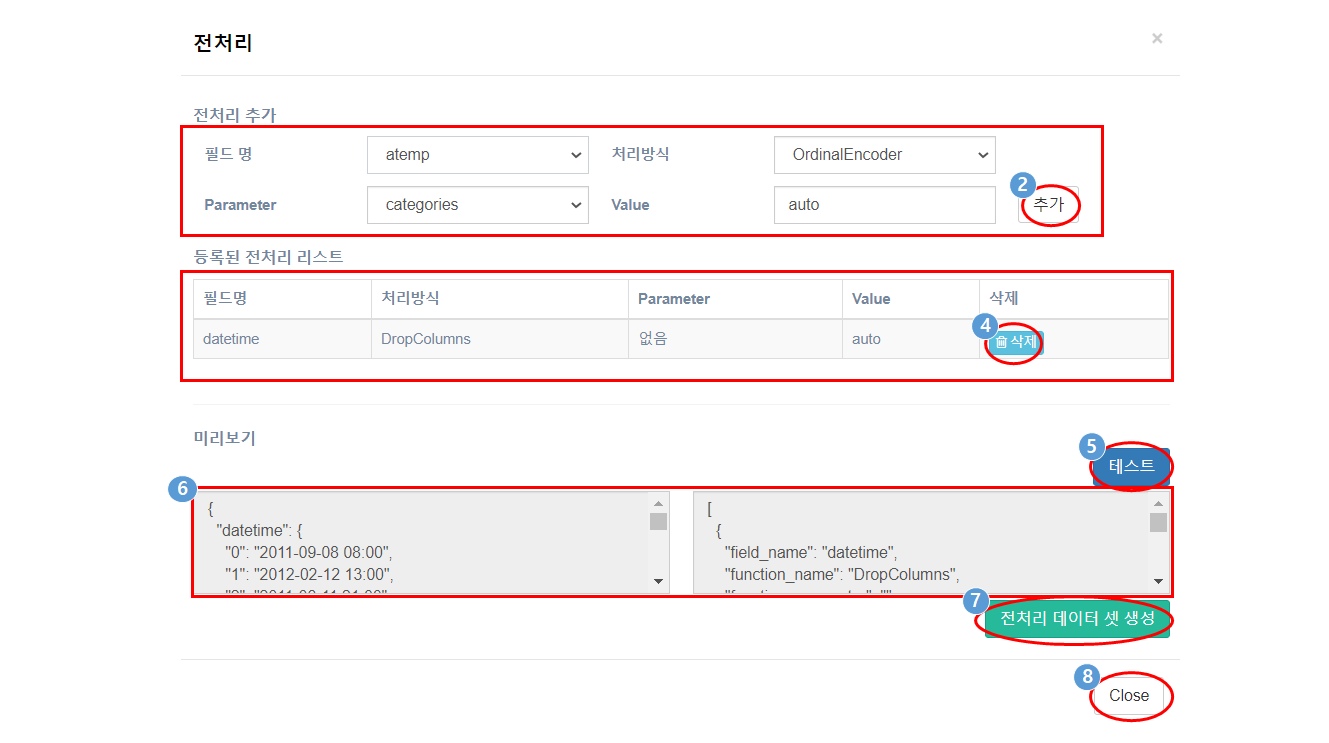 전처리 ×
전처리 추가
필드 명 atemp 처리방식 OrdinalEncoder
2
Parameter categories Value auto 추가
등록된 전처리 리스트
필드명 처리방식 Parameter Value 삭제
4
datetime DropColumns 없음 auto 삭제
미리보기
5
테스트
6
{ [
"datetime": { {
"0": "2011-09-08 08:00", "field_name": "datetime",
"1": "2012-02-12 13:00", "function_name": "DropColumns",
7
전처리 데이터 셋 생성
8
Close